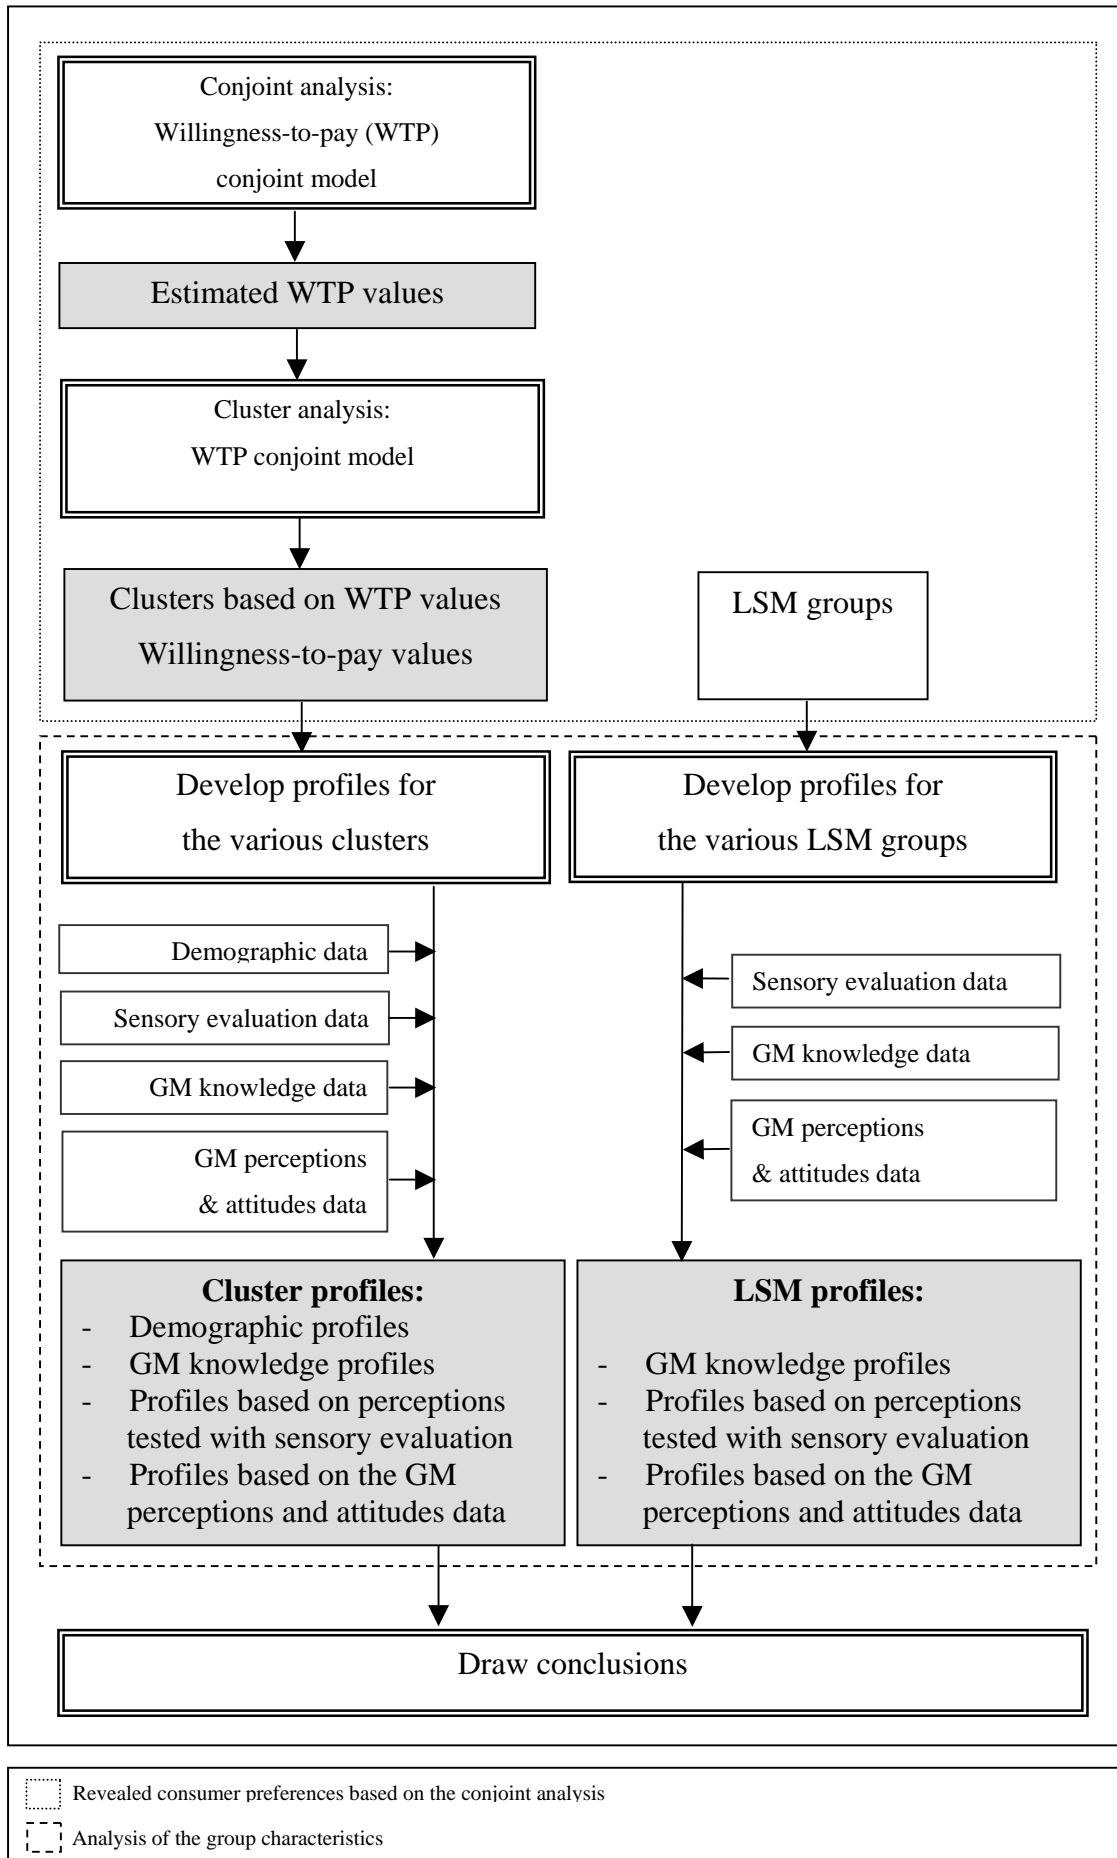 Conjoint analysis:
Willingness-to-pay (WTP)
conjoint model
Estimated WTP values
Cluster analysis:
WTP conjoint model
Clusters based on WTP values
Willingness-to-pay values
LSM groups
Develop profiles for
the various clusters
Develop profiles for
the various LSM groups
Demographic data
Sensory evaluation data
GM knowledge data
GM perceptions
& attitudes data
Sensory evaluation data
GM knowledge data
GM perceptions
& attitudes data
Cluster profiles:
- Demographic profiles
- GM knowledge profiles
- Profiles based on perceptions
tested with sensory evaluation
- Profiles based on the GM
perceptions and attitudes data
LSM profiles:
- GM knowledge profiles
- Profiles based on perceptions
tested with sensory evaluation
- Profiles based on the GM
perceptions and attitudes data
Draw conclusions
Revealed consumer preferences based on the conjoint analysis
Analysis of the group characteristics